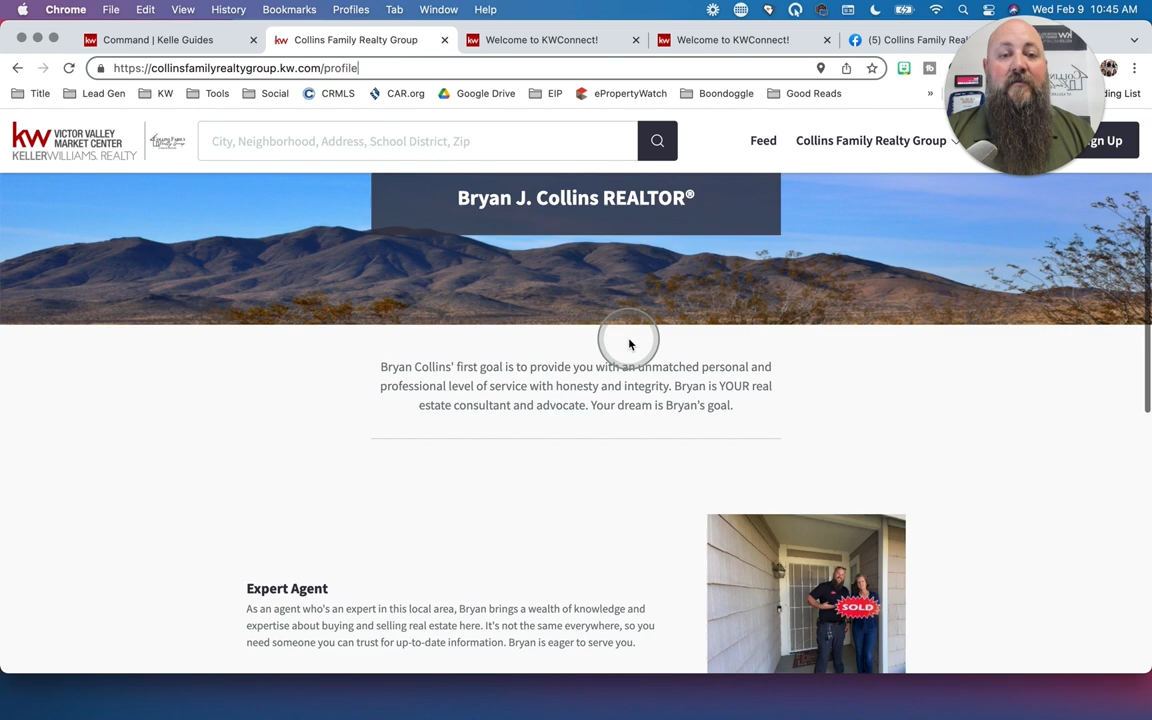 Chrome File Edit View History Bookmarks Profiles Tab Window Help Wed Feb 9 10:45 AM
Command | Kelle Guides
Collins Family Realty Group
Welcome to KWConnect!
Welcome to KWConnect!
(5) Collins Family Rea
https://collinsfamilyrealtygroup.kw.com/profile
Title Lead Gen KW Tools Social CRMLS CAR.org Google Drive EIP ePropertyWatch Boondoggle Good Reads » ding List
kw VICTOR VALLEY
MARKET CENTER
KELLERWILLIAMS. REALTY
City, Neighborhood, Address, School District, Zip
Feed
Collins Family Realty Group
gn Up
Bryan J. Collins REALTOR®
Bryan Collins' first goal is to provide you with an unmatched personal and
professional level of service with honesty and integrity. Bryan is YOUR real
estate consultant and advocate. Your dream is Bryan's goal.
Expert Agent
As an agent who's an expert in this local area, Bryan brings a wealth of knowledge and
expertise about buying and selling real estate here. It's not the same everywhere, so you
need someone you can trust for up-to-date information. Bryan is eager to serve you.
SOLD